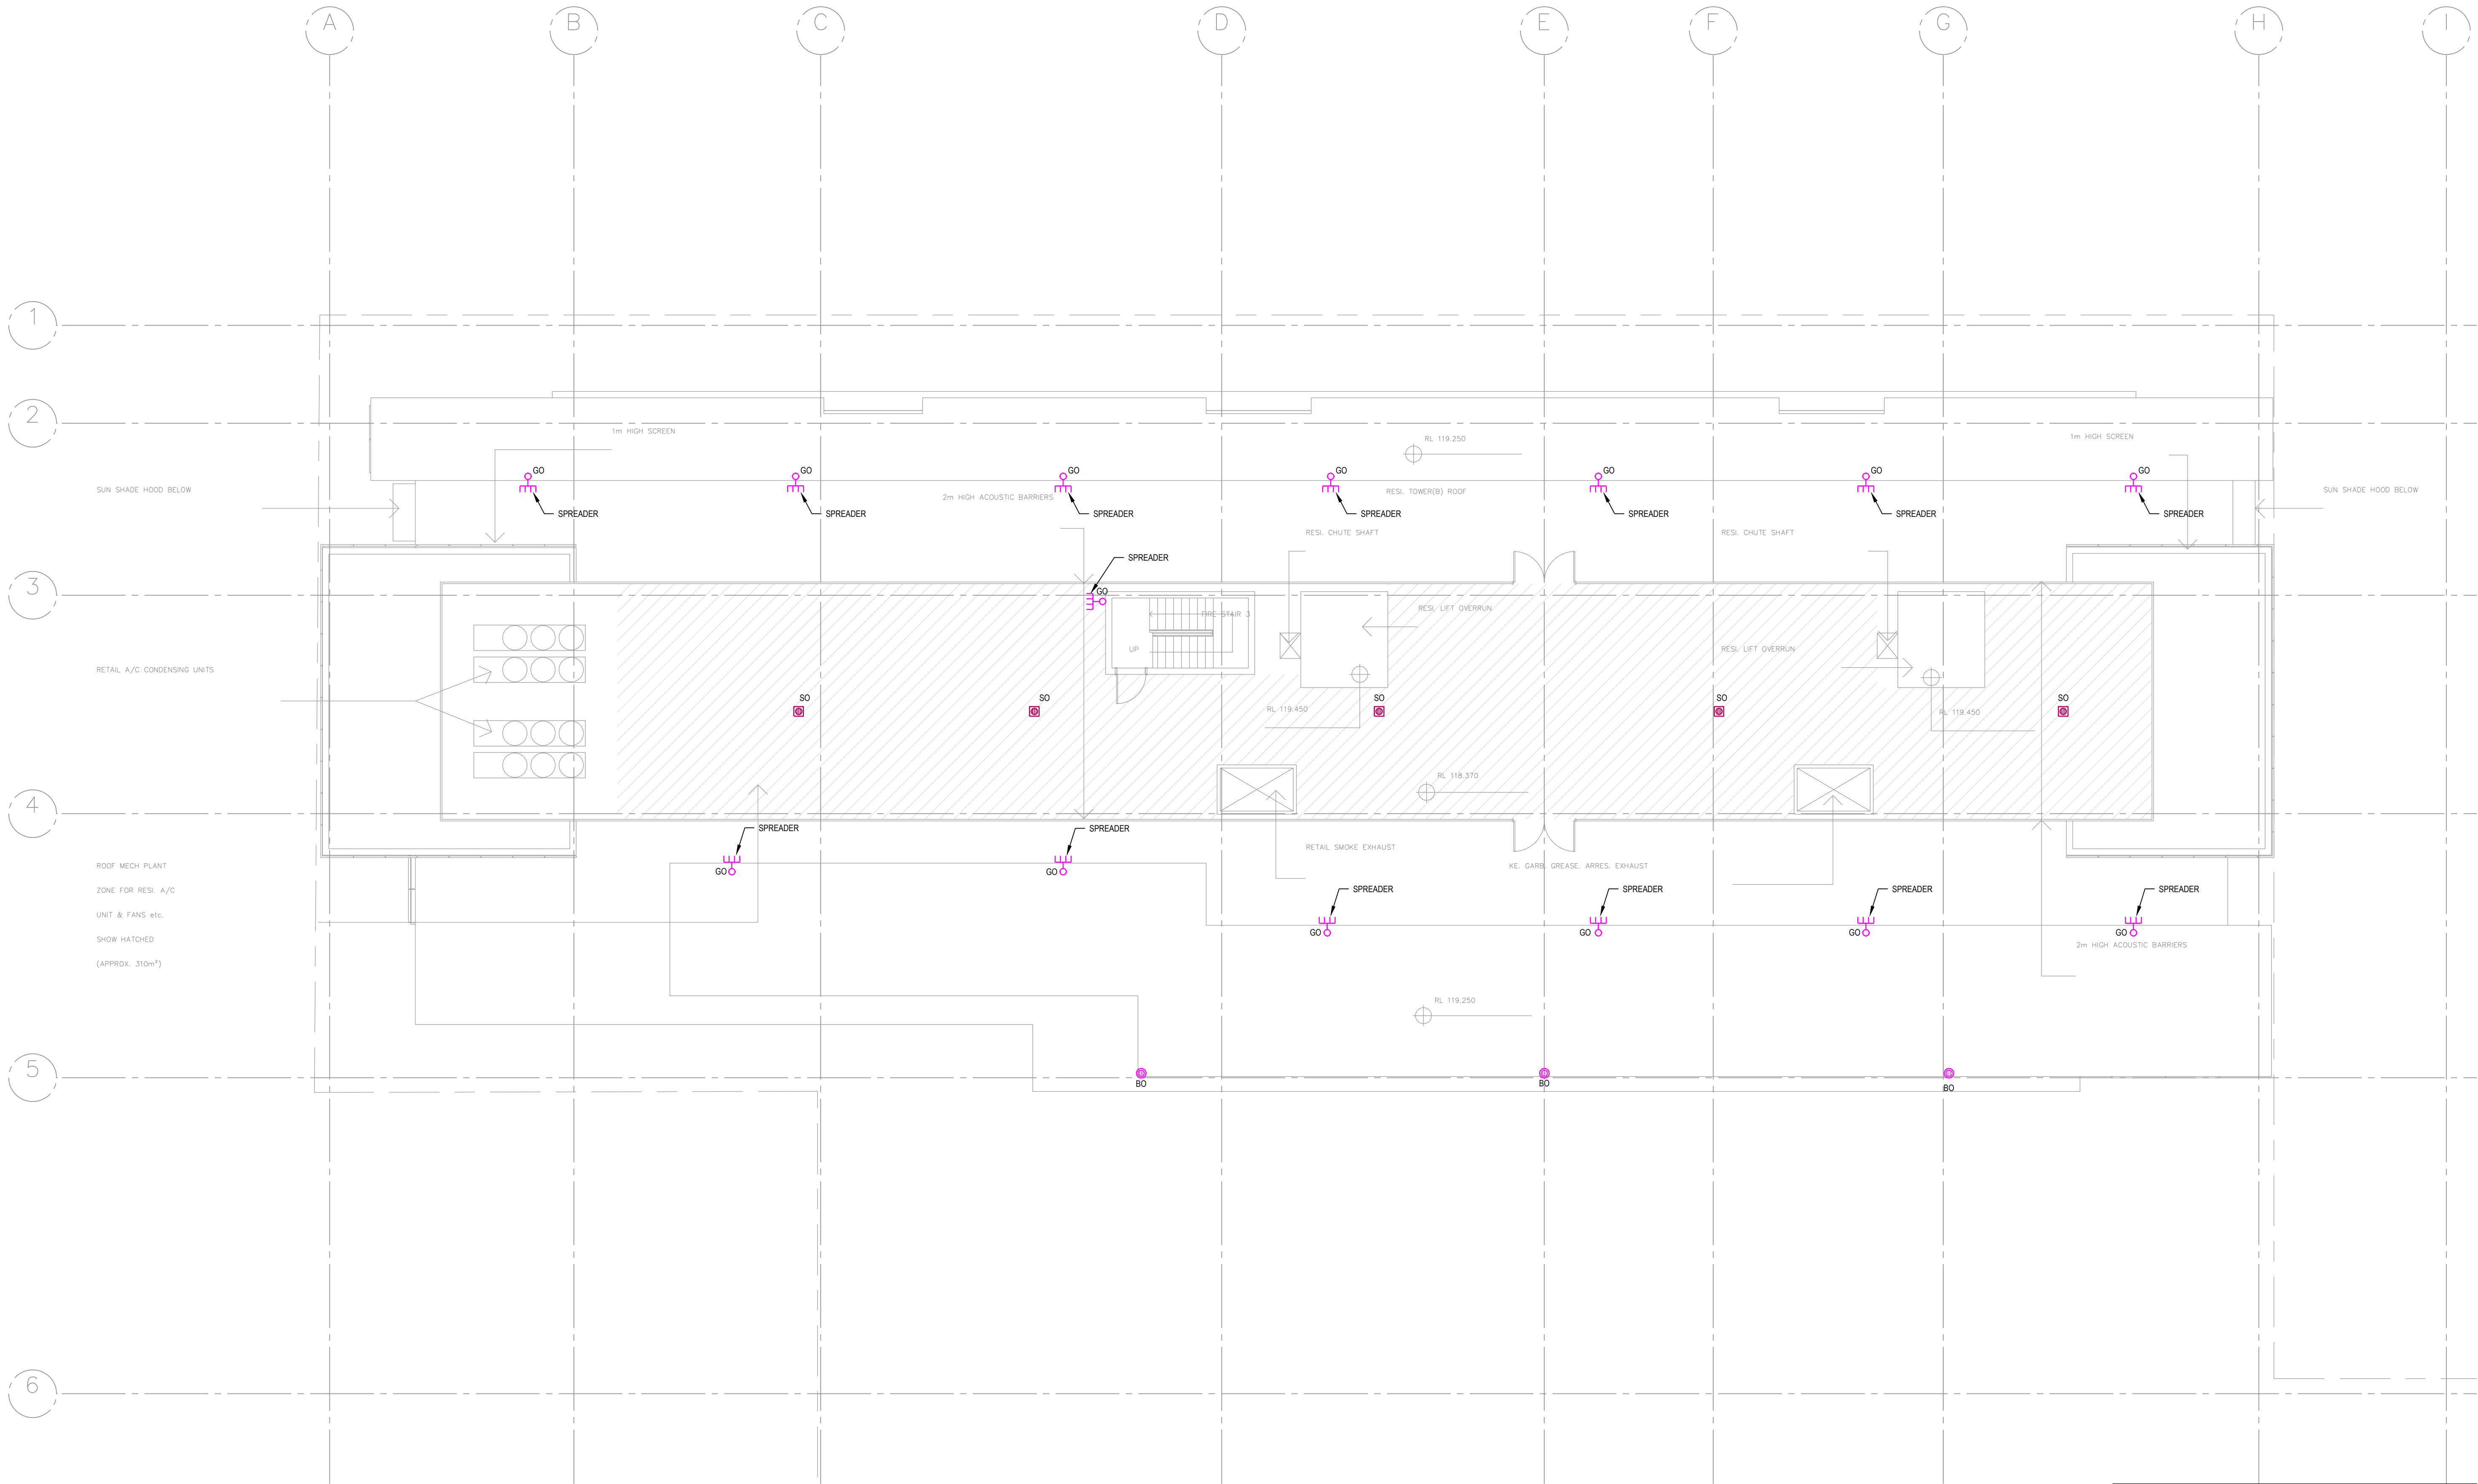 A
B
C
D
E
F
G
H
I
1
2
1m HIGH SCREEN
RL 119.250
1m HIGH SCREEN
GO
GO
GO
GO
GO
GO
GO
SUN SHADE HOOD BELOW
2m HIGH ACOUSTIC BARRIERS
RESI. TOWER(B) ROOF
SUN SHADE HOOD BELOW
SPREADER
SPREADER
SPREADER
SPREADER
SPREADER
SPREADER
SPREADER
RESI. CHUTE SHAFT
RESI. CHUTE SHAFT
SPREADER
GO
3
FIRE STAIR 3
RESI. LIFT OVERRUN
UP
RESI. LIFT OVERRUN
RETAIL A/C CONDENSING UNITS
SO
SO
SO
SO
SO
RL 119.450
RL 119.450
RL 118.370
4
SPREADER
SPREADER
RETAIL SMOKE EXHAUST
GO
GO
KE. GARB. GREASE. ARRES. EXHAUST
ROOF MECH PLANT
ZONE FOR RESI. A/C
UNIT & FANS etc.
SHOW HATCHED
(APPROX. 310m²)
SPREADER
SPREADER
SPREADER
SPREADER
GO
GO
GO
GO
2m HIGH ACOUSTIC BARRIERS
RL 119.250
5
BO
BO
BO
6